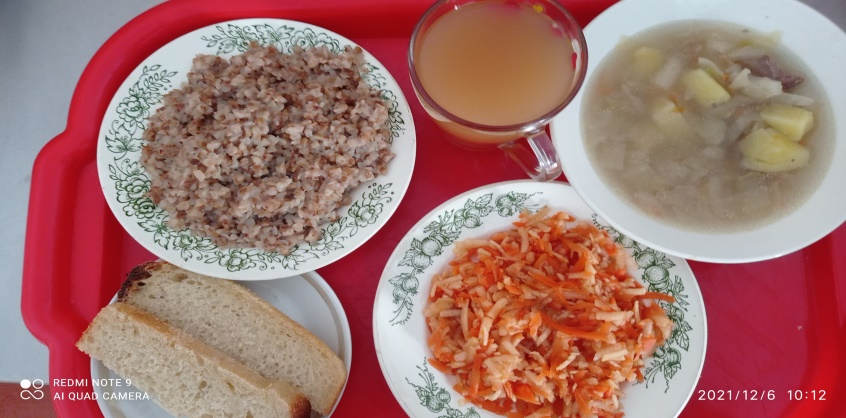 REDMI NOTE 9
AI QUAD CAMERA
2021/12/6 10:12